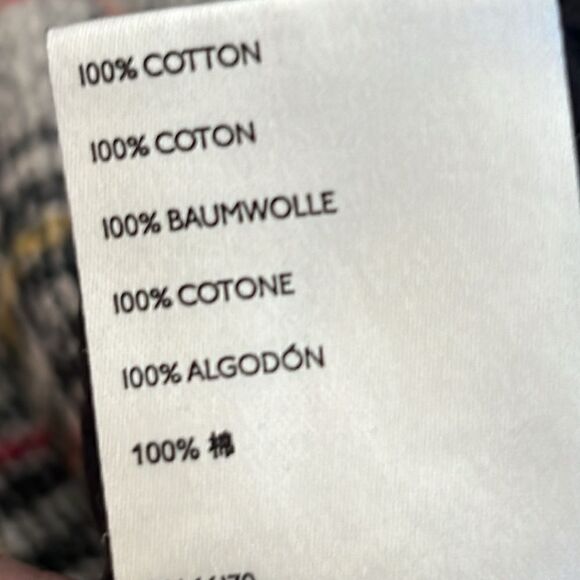 100% COTTON
100% COTON
100% BAUMWOLLE
100% COTONE
100% ALGODÓN
100% 棉